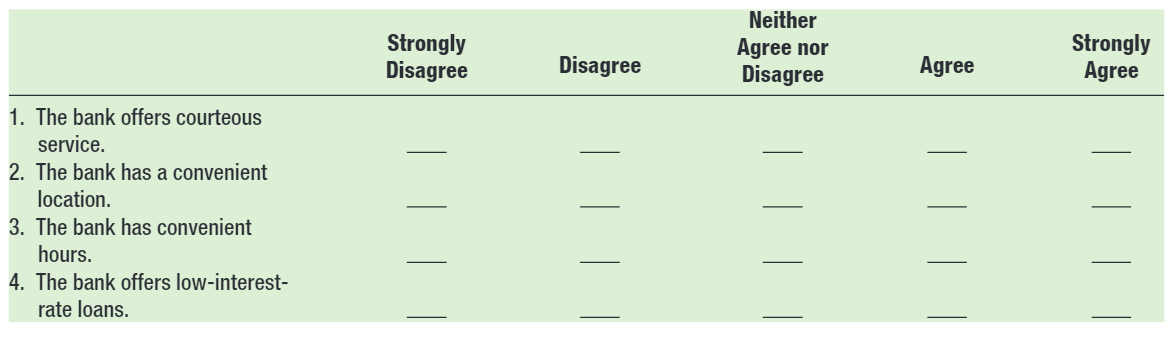 Strongly Disagree
Disagree
Neither Agree nor Disagree
Agree
Strongly Agree
1. The bank offers courteous
service.
2. The bank has a convenient
location.
3. The bank has convenient
hours.
4. The bank offers low-interest-
rate loans.